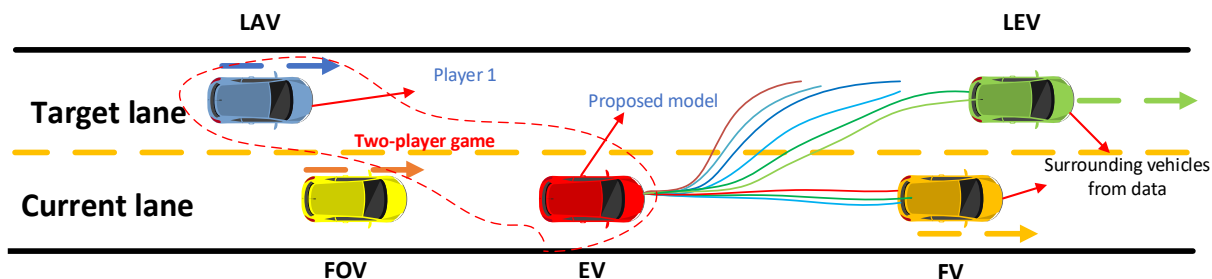 LAV
LEV
Player 1
Proposed model
Target lane
Two-player game
Surrounding vehicles
from data
Current lane
FOV
EV
FV